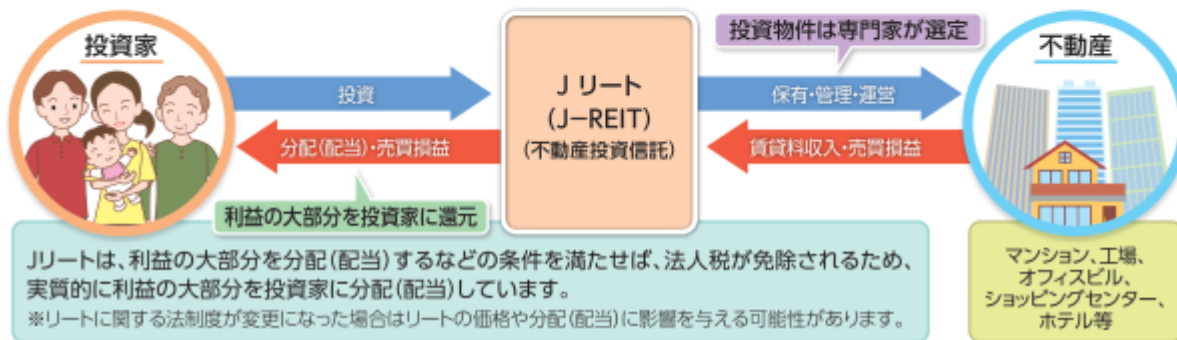 投資物件は専門家が選定
投資家
不動産
投資
Jリート
(J-REIT)
(不動産投資信託)
保有・管理・運営
分配(配当)・売買損益
賃貸料収入・売買損益
利益の大部分を投資家に還元
Jリートは、利益の大部分を分配(配当)するなどの条件を満たせば、法人税が免除されるため、
実質的に利益の大部分を投資家に分配(配当)しています。
※リートに関する法制度が変更になった場合はリートの価格や分配(配当)に影響を与える可能性があります。
マンション、工場、
オフィスビル、
ショッピングセンター、
ホテル等